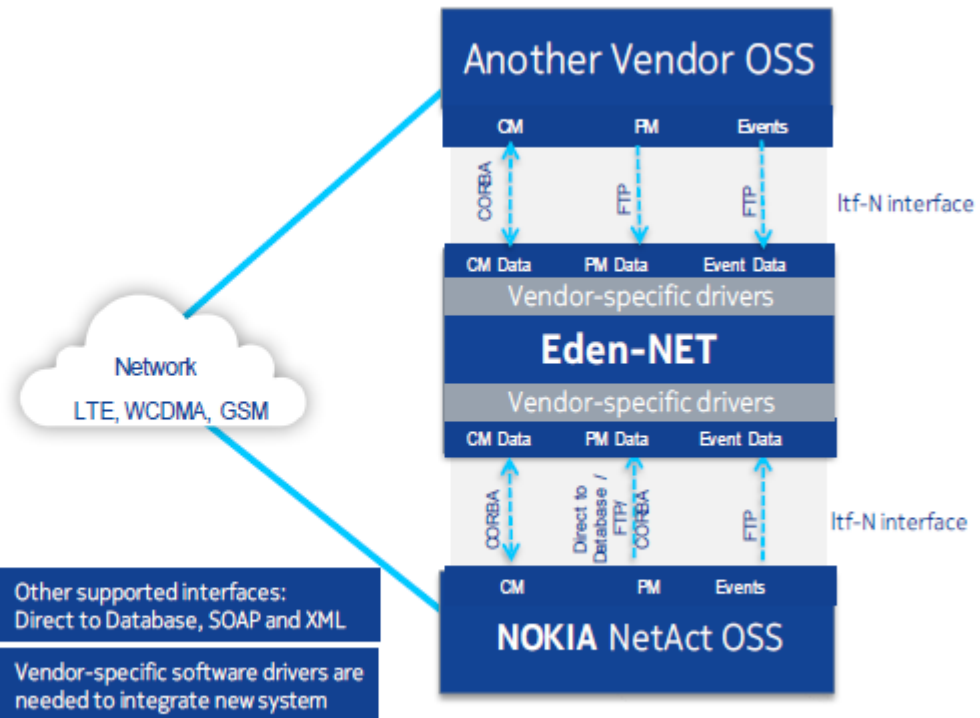 Another Vendor OSS
CM PM Events
CORBA
FTP
FTP
Itf-N interface
CM Data PM Data Event Data
Vendor-specific drivers
Eden-NET
Vendor-specific drivers
CM Data PM Data Event Data
CORBA
Direct to
Database /
FTP/
CORBA
FTP
Itf-N interface
CM PM Events
NOKIA NetAct OSS
Network
LTE, WCDMA, GSM
Other supported interfaces:
Direct to Database, SOAP and XML
Vendor-specific software drivers are
needed to integrate new system